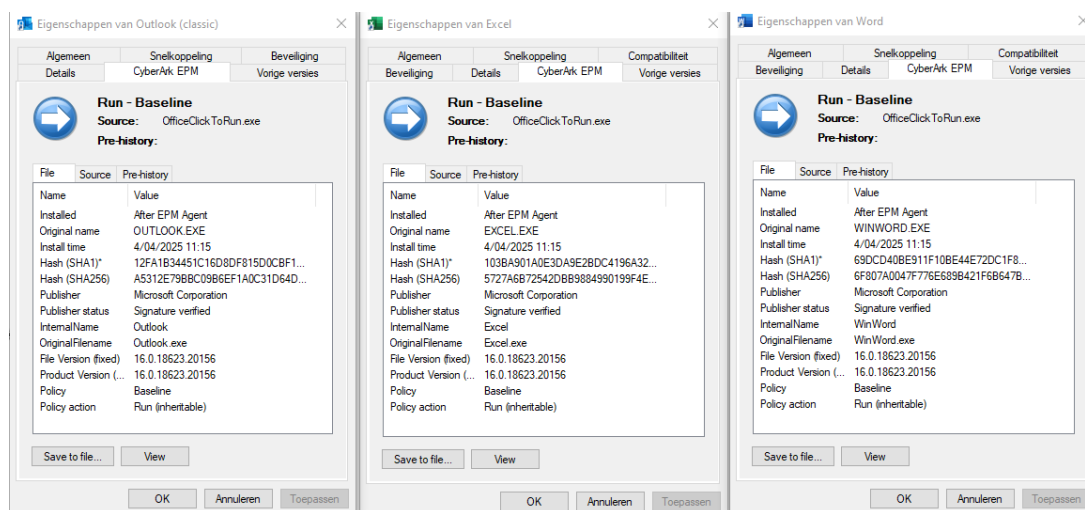 Eigenschappen van Outlook (classic)
Algemeen Snelkoppeling Beveiliging
Details CyberArk EPM Vorige versies
Run - Baseline
Source: OfficeClickToRun.exe
Pre-history:
File Source Pre-history
Name Value
Installed After EPM Agent
Original name OUTLOOK.EXE
Install time 4/04/2025 11:15
Hash (SHA1)* 12FA1B34451C16D8DF815D0CBF1...
Hash (SHA256) A5312E79BBC09B6EF1A0C31D64D...
Publisher Microsoft Corporation
Publisher status Signature verified
InternalName Outlook
OriginalFilename Outlook.exe
File Version (fixed) 16.0.18623.20156
Product Version (... 16.0.18623.20156
Policy Baseline
Policy action Run (inheritable)
Save to file... View
OK Annuleren Toepassen
Eigenschappen van Excel
Algemeen Snelkoppeling Compatibiliteit
Beveiliging Details CyberArk EPM Vorige versies
Run - Baseline
Source: OfficeClickToRun.exe
Pre-history:
File Source Pre-history
Name Value
Installed After EPM Agent
Original name EXCEL.EXE
Install time 4/04/2025 11:15
Hash (SHA1)* 103BA901A0E3DA9E2BDC4196A32...
Hash (SHA256) 5727A6B72542DBB9884990199F4E...
Publisher Microsoft Corporation
Publisher status Signature verified
InternalName Excel
OriginalFilename Excel.exe
File Version (fixed) 16.0.18623.20156
Product Version (... 16.0.18623.20156
Policy Baseline
Policy action Run (inheritable)
Save to file... View
OK Annuleren Toepassen
Eigenschappen van Word
Algemeen Snelkoppeling Compatibiliteit
Beveiliging Details CyberArk EPM Vorige versies
Run - Baseline
Source: OfficeClickToRun.exe
Pre-history:
File Source Pre-history
Name Value
Installed After EPM Agent
Original name WINWORD.EXE
Install time 4/04/2025 11:15
Hash (SHA1)* 69DCD40BE911F10BE44E72DC1F8...
Hash (SHA256) 6F807A0047F776E689B421F6B647B...
Publisher Microsoft Corporation
Publisher status Signature verified
InternalName WinWord
OriginalFilename WinWord.exe
File Version (fixed) 16.0.18623.20156
Product Version (... 16.0.18623.20156
Policy Baseline
Policy action Run (inheritable)
Save to file... View
OK Annuleren Toepassen